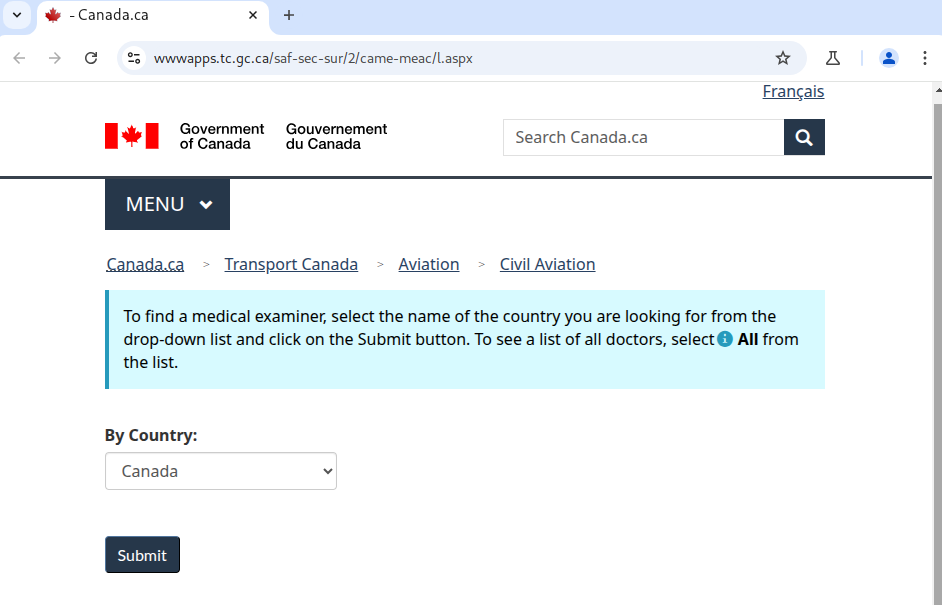 - Canada.ca
wwwapps.tc.gc.ca/saf-sec-sur/2/came-meac/l.aspx
Français
Government of Canada
Gouvernement du Canada
Search Canada.ca
MENU
Canada.ca > Transport Canada > Aviation > Civil Aviation
To find a medical examiner, select the name of the country you are looking for from the
drop-down list and click on the Submit button. To see a list of all doctors, select All from
the list.
By Country:
Canada
Submit